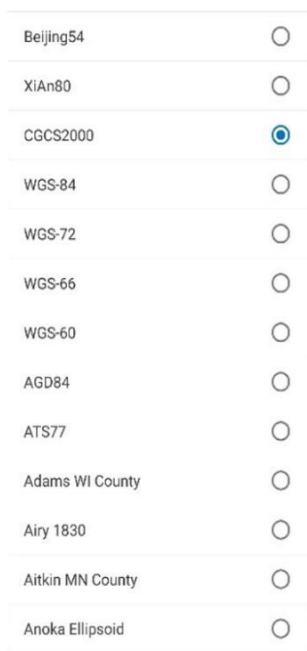 Beijing54
XiAn80
CGCS2000
WGS-84
WGS-72
WGS-66
WGS-60
AGD84
ATS77
Adams WI County
Airy 1830
Aitkin MN County
Anoka Ellipsoid